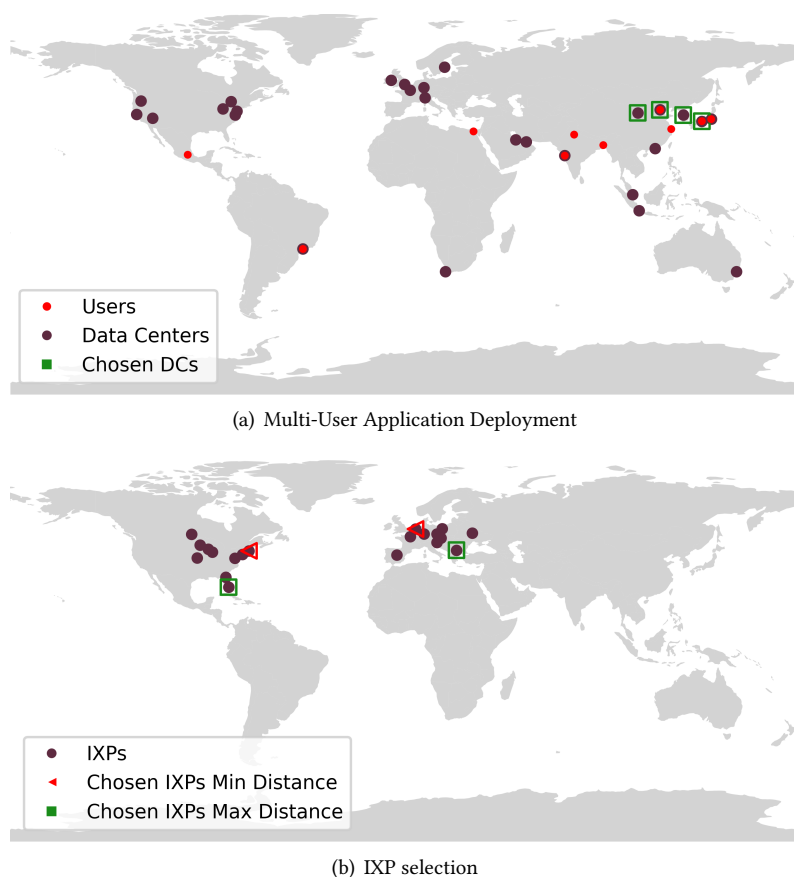 Users
Data Centers
Chosen DCs
(a) Multi-User Application Deployment
IXPs
Chosen IXPs Min Distance
Chosen IXPs Max Distance
(b) IXP selection